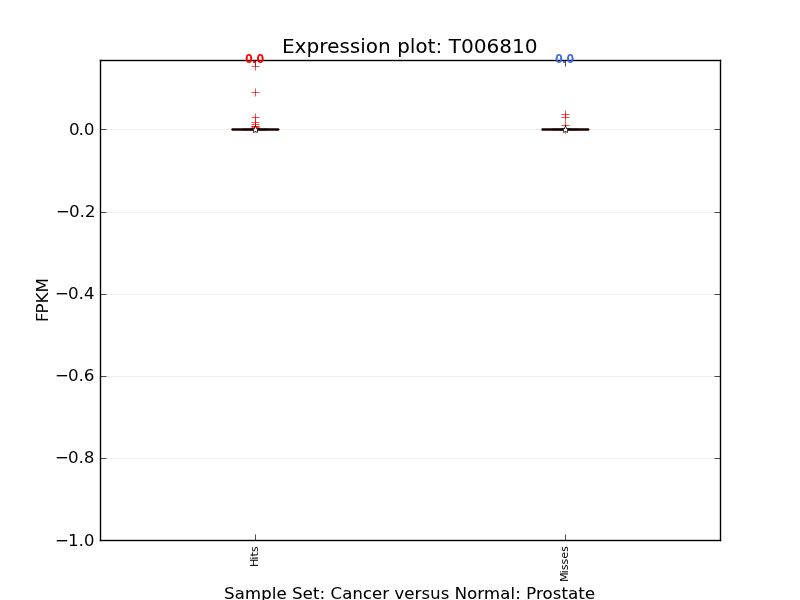 Expression plot: T006810
0.0
0.0
0.0
−0.2
−0.4
−0.6
−0.8
−1.0
FPKM
Hits
Misses
Sample Set: Cancer versus Normal: Prostate